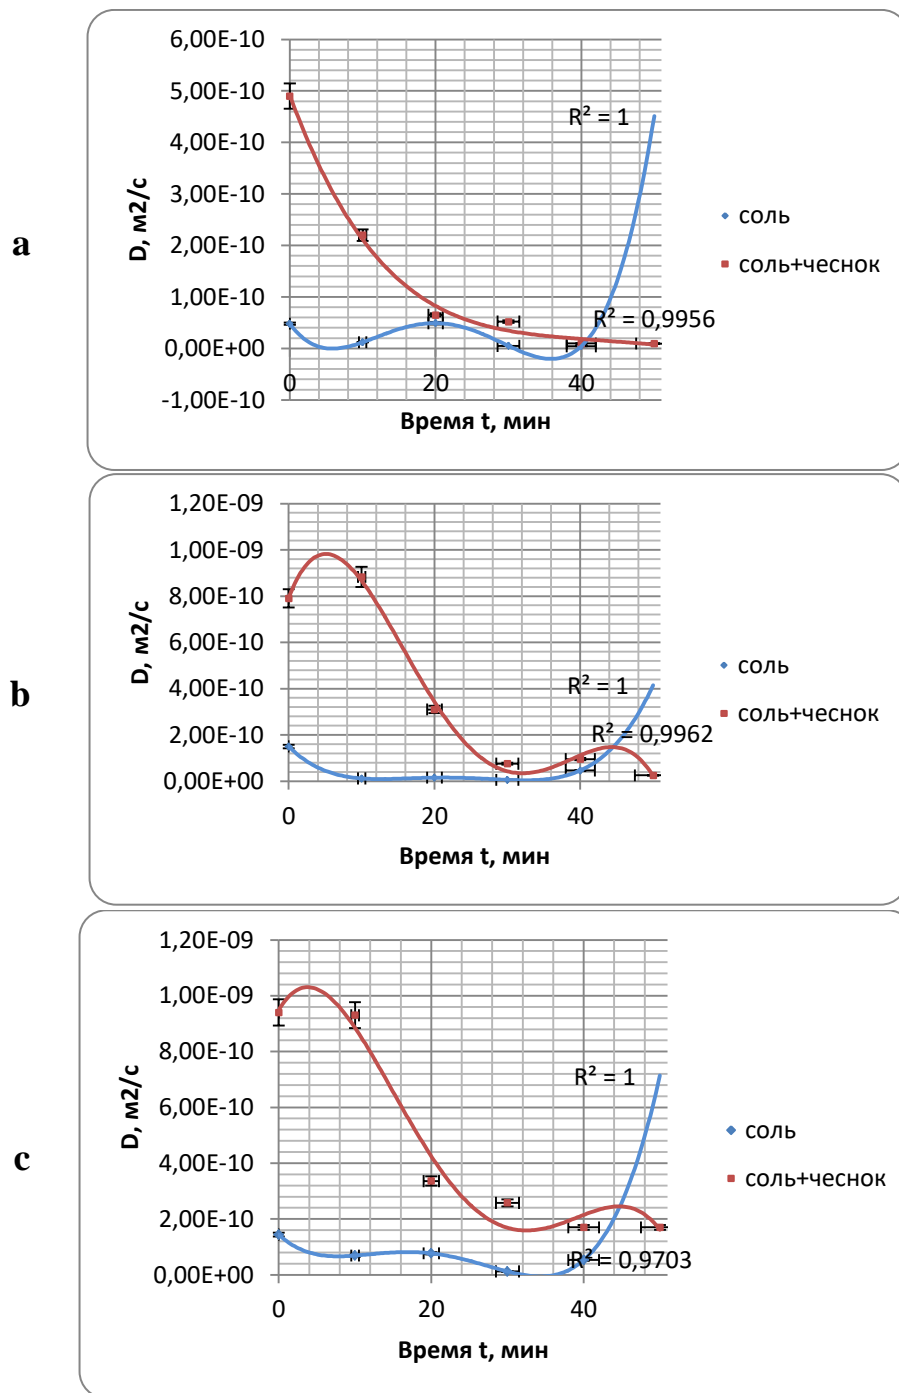 a
6,00E-10
5,00E-10
4,00E-10
3,00E-10
2,00E-10
1,00E-10
0,00E+00
-1,00E-10
D, м2/с
0 20 40
Время t, мин
R² = 1
R² = 0,9956
соль
соль+чеснок
b
1,20E-09
1,00E-09
8,00E-10
6,00E-10
4,00E-10
2,00E-10
0,00E+00
D, м2/с
0 20 40
Время t, мин
R² = 1
R² = 0,9962
соль
соль+чеснок
c
1,20E-09
1,00E-09
8,00E-10
6,00E-10
4,00E-10
2,00E-10
0,00E+00
D, м2/с
0 20 40
Время t, мин
R² = 1
R² = 0,9703
соль
соль+чеснок